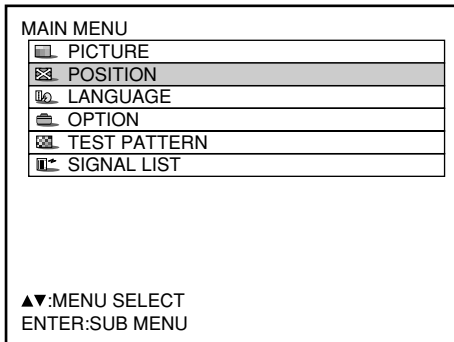 MAIN MENU
PICTURE
POSITION
LANGUAGE
OPTION
TEST PATTERN
SIGNAL LIST
▲▼:MENU SELECT
ENTER:SUB MENU